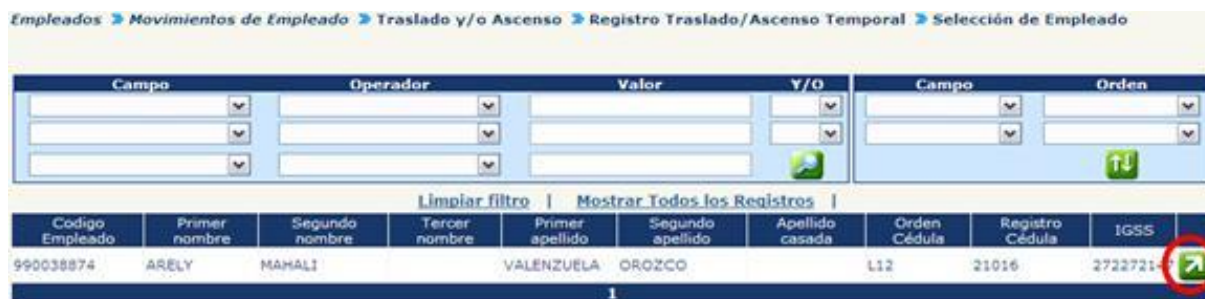 Empleados Movimientos de Empleado Traslado y/o Ascenso Registro Traslado/Ascenso Temporal Selección de Empleado
Campo Operador Valor Y/O Campo Orden
Limpiar filtro | Mostrar Todos los Registros |
Codigo Empleado Primer nombre Segundo nombre Tercer nombre Primer apellido Segundo apellido Apellido casada Orden Cédula Registro Cédula IGSS
990038874 ARELY MAHALI VALENZUELA OROZCO L12 21016
1